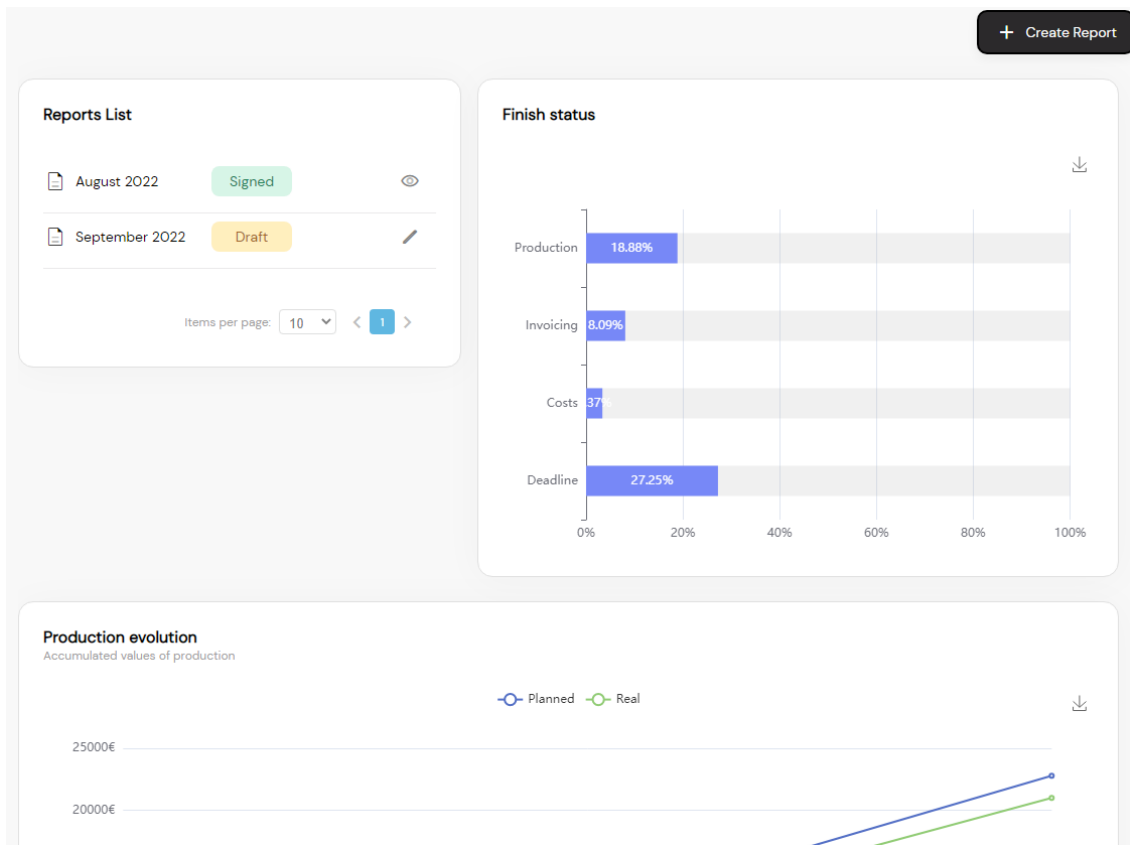 + Create Report
Reports List
August 2022 Signed
September 2022 Draft
Items per page: 10 < 1 >
Finish status
Production 18.88%
Invoicing 8.09%
Costs 37%
Deadline 27.25%
0% 20% 40% 60% 80% 100%
Production evolution
Accumulated values of production
Planned Real
25000€
20000€